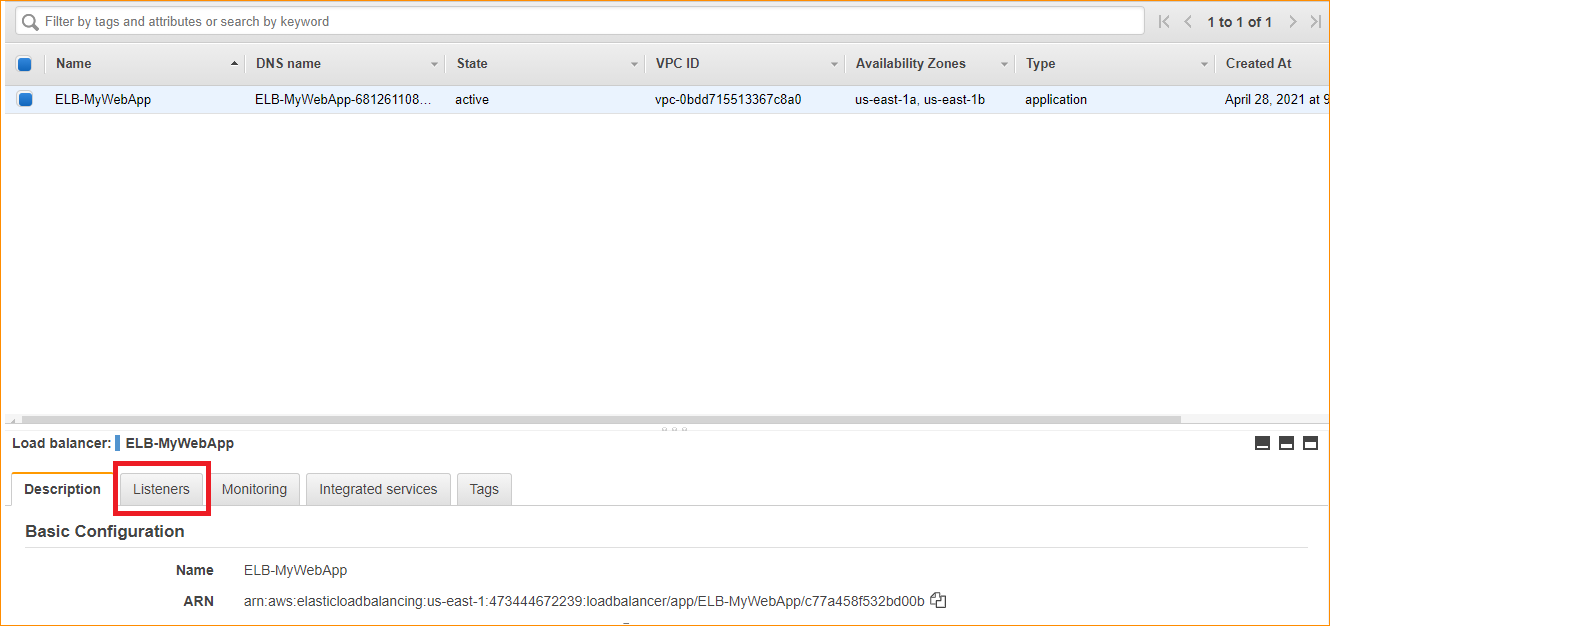 Filter by tags and attributes or search by keyword
1 to 1 of 1
Name DNS name State VPC ID Availability Zones Type Created At
ELB-MyWebApp ELB-MyWebApp-681261108... active vpc-0bdd715513367c8a0 us-east-1a, us-east-1b application April 28, 2021 at 9
Load balancer: ELB-MyWebApp
Description Listeners Monitoring Integrated services Tags
Basic Configuration
Name ELB-MyWebApp
ARN arn:aws:elasticloadbalancing:us-east-1:473444672239:loadbalancer/app/ELB-MyWebApp/c77a458f532bd00b